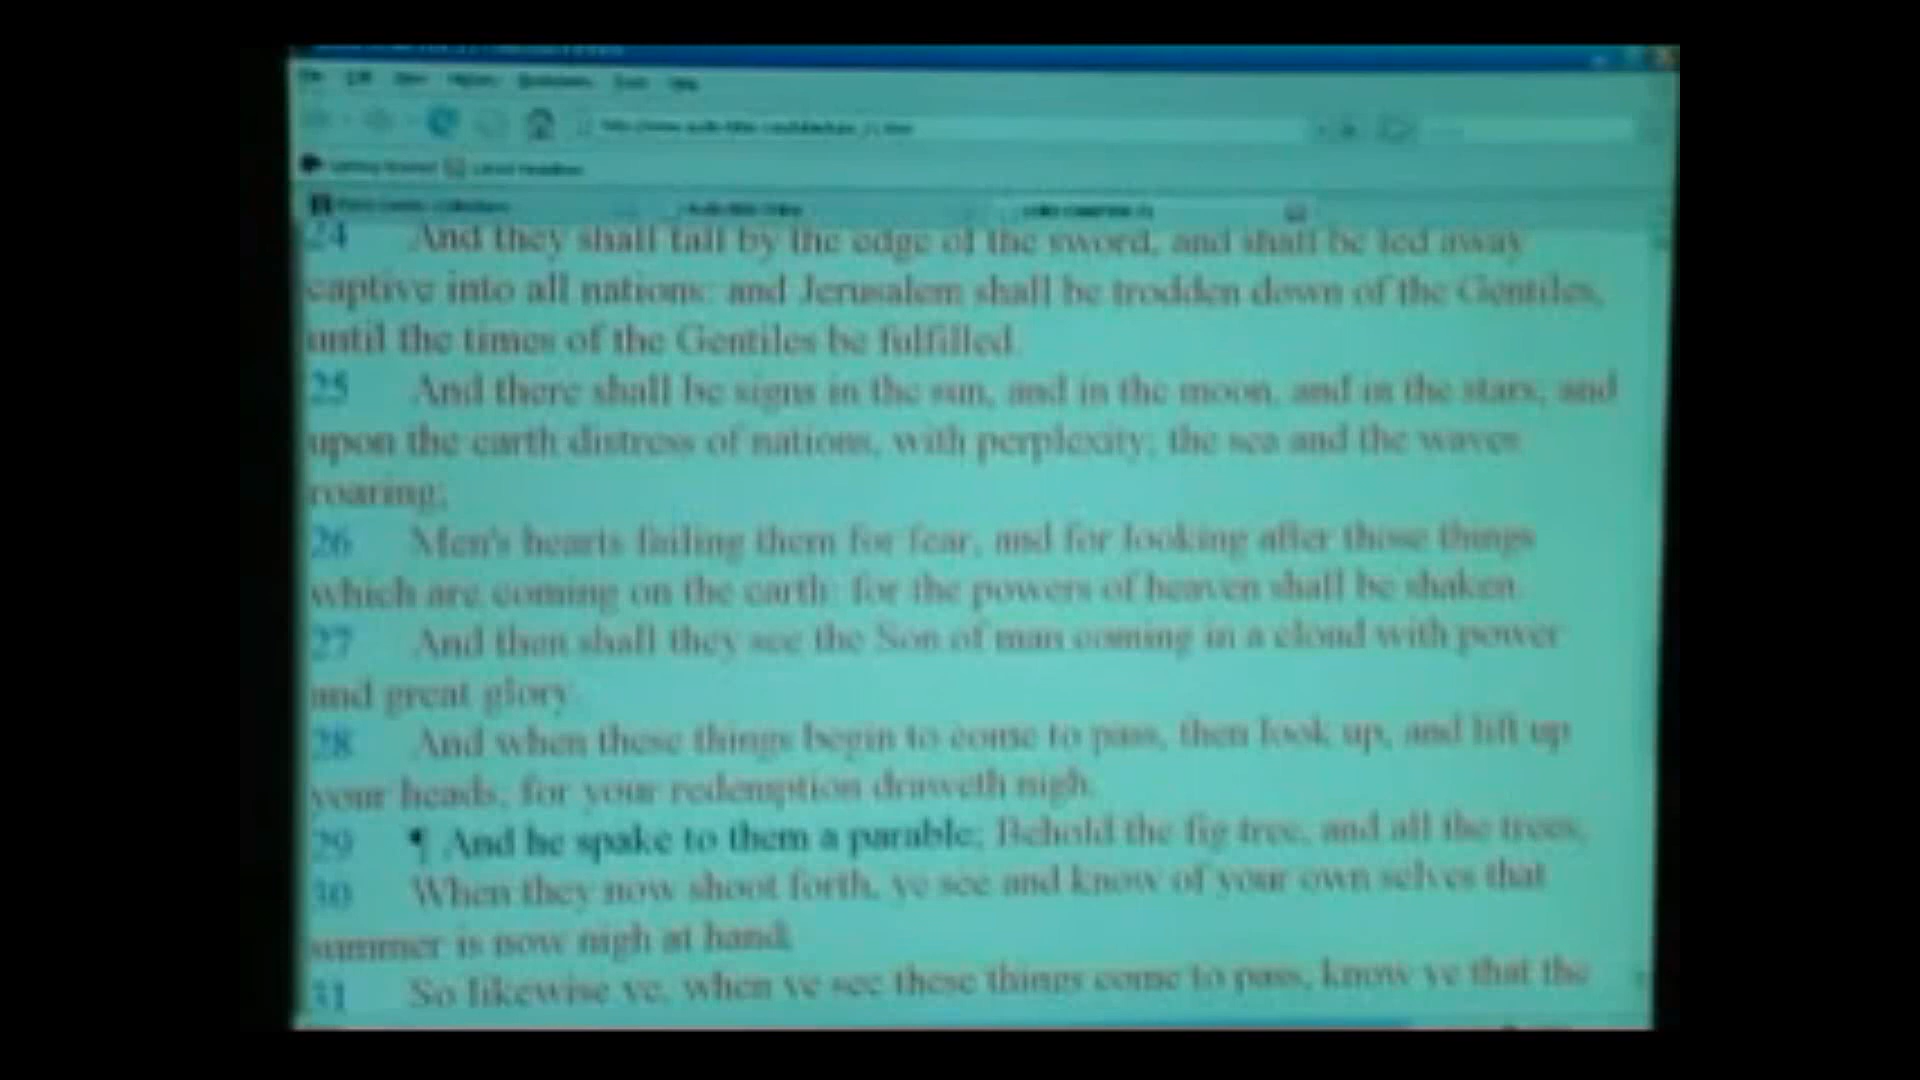 24 And they shall fall by the edge of the sword, and shall be led away
captive into all nations: and Jerusalem shall be trodden down of the Gentiles,
until the times of the Gentiles be fulfilled.
25 And there shall be signs in the sun, and in the moon, and in the stars, and
upon the earth distress of nations, with perplexity; the sea and the waves
roaring;
26 Men's hearts failing them for fear, and for looking after those things
which are coming on the earth: for the powers of heaven shall be shaken.
27 And then shall they see the Son of man coming in a cloud with power
and great glory.
28 And when these things begin to come to pass, then look up, and lift up
your heads; for your redemption draweth nigh.
29 ¶ And he spake to them a parable; Behold the fig tree, and all the trees;
30 When they now shoot forth, ye see and know of your own selves that
summer is now nigh at hand.
31 So likewise ye, when ye see these things come to pass, know ye that the